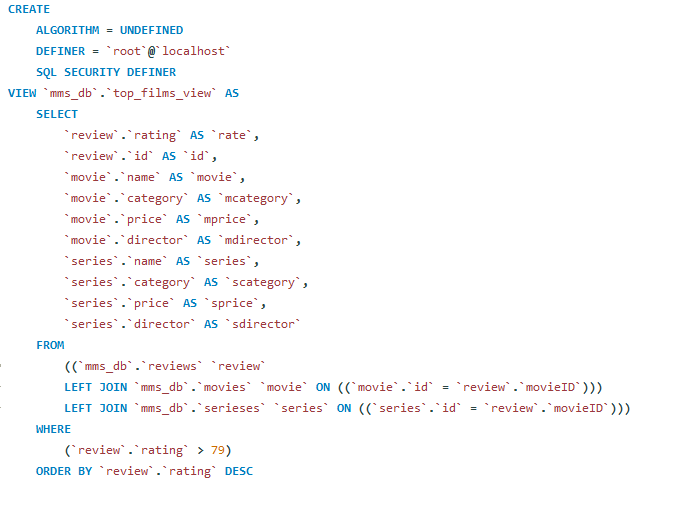 CREATE
    ALGORITHM = UNDEFINED
    DEFINER = `root`@`localhost`
    SQL SECURITY DEFINER
VIEW `mms_db`.`top_films_view` AS
    SELECT
        `review`.`rating` AS `rate`,
        `review`.`id` AS `id`,
        `movie`.`name` AS `movie`,
        `movie`.`category` AS `mcategory`,
        `movie`.`price` AS `mprice`,
        `movie`.`director` AS `mdirector`,
        `series`.`name` AS `series`,
        `series`.`category` AS `scategory`,
        `series`.`price` AS `sprice`,
        `series`.`director` AS `sdirector`
    FROM
        ((`mms_db`.`reviews` `review`
        LEFT JOIN `mms_db`.`movies` `movie` ON ((`movie`.`id` = `review`.`movieID`)))
        LEFT JOIN `mms_db`.`serieses` `series` ON ((`series`.`id` = `review`.`movieID`)))
    WHERE
        (`review`.`rating` > 79)
    ORDER BY `review`.`rating` DESC